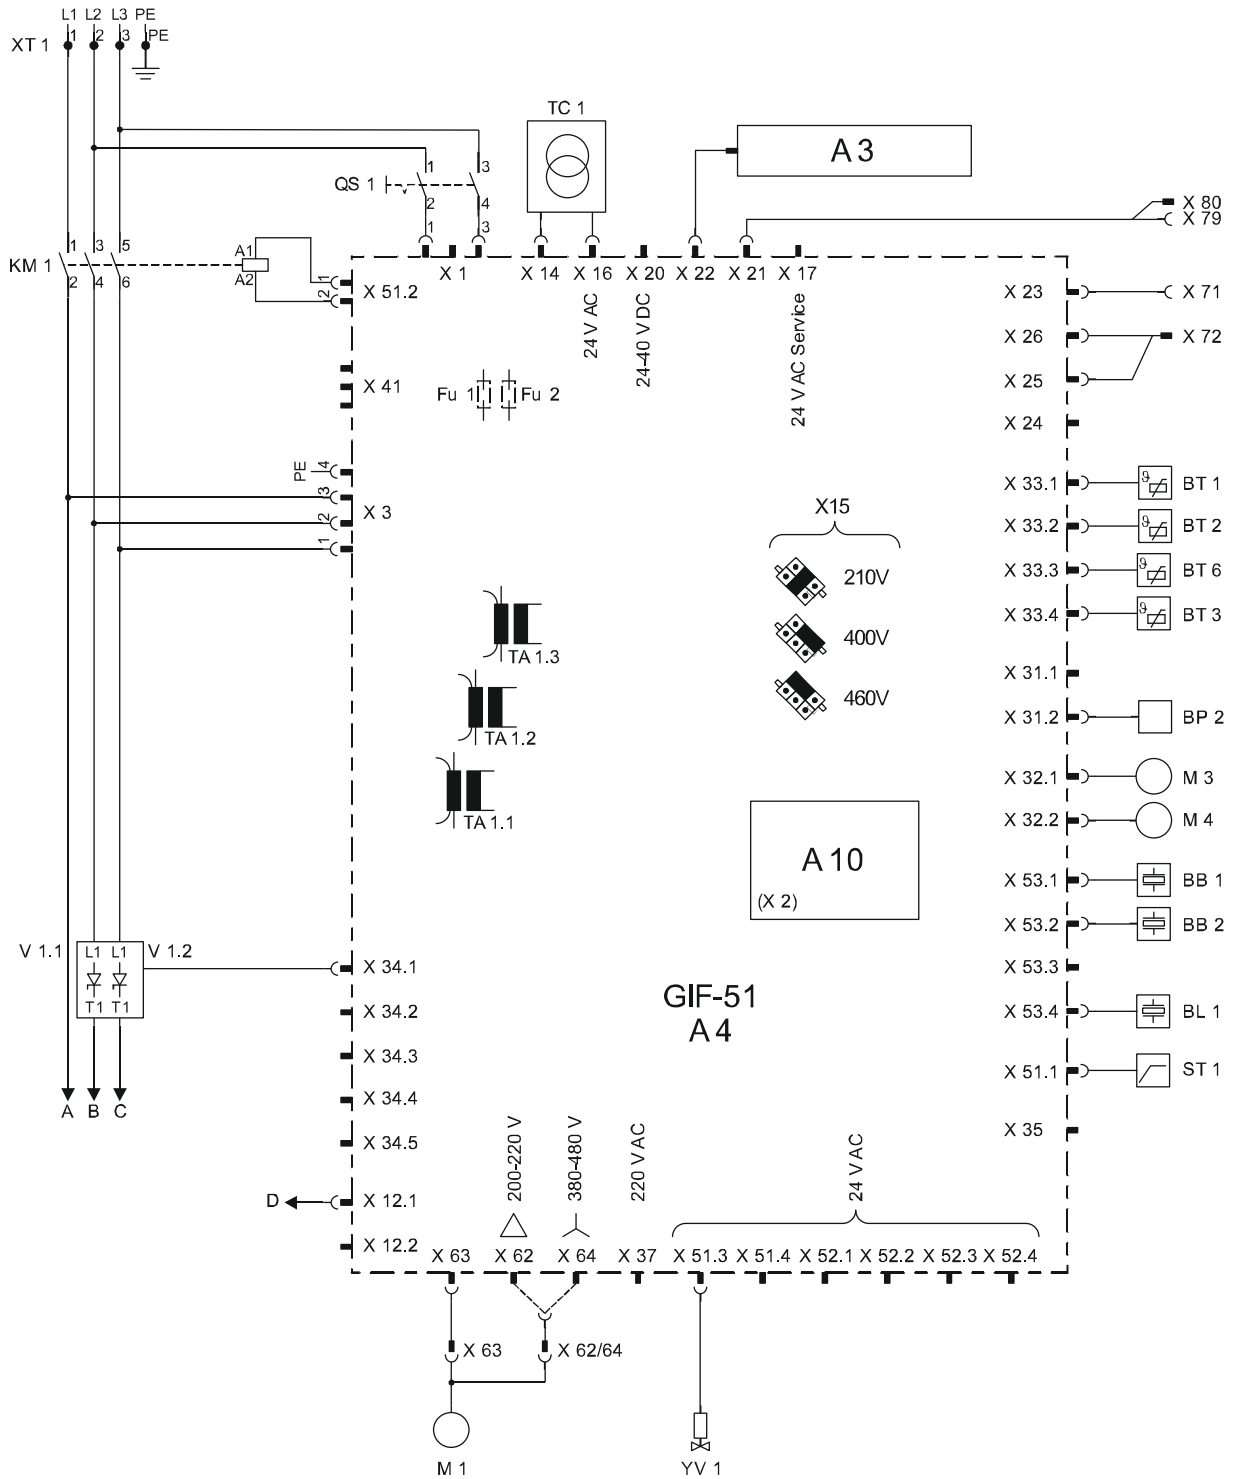 L1 L2 L3 PE
XT 1
1 2 3 PE
TC 1
A 3
QS 1
1 3
2 4
1 3
X 80
X 79
KM 1
1 3 5
2 4 6
A1
A2
1
2
X 51.2
X 1
X 14
X 16
X 20
X 22
X 21
X 17
24 V AC
24-40 V DC
24 V AC Service
X 23
X 71
X 26
X 72
X 25
X 24
X 41
Fu 1
Fu 2
PE
4
3
2
1
X 3
X15
210V
400V
460V
X 33.1
BT 1
X 33.2
BT 2
X 33.3
BT 6
X 33.4
BT 3
ϑ
ϑ
ϑ
ϑ
TA 1.3
TA 1.2
TA 1.1
X 31.1
X 31.2
BP 2
X 32.1
M 3
X 32.2
M 4
A 10
(X 2)
X 53.1
BB 1
X 53.2
BB 2
X 53.3
X 53.4
BL 1
X 51.1
ST 1
X 35
V 1.1
L1 L1
T1 T1
V 1.2
X 34.1
X 34.2
X 34.3
X 34.4
X 34.5
GIF-51
A 4
A B C
D
X 12.1
X 12.2
200-220 V
380-480 V
220 V AC
24 V AC
X 63
X 62
X 64
X 37
X 51.3
X 51.4
X 52.1
X 52.2
X 52.3
X 52.4
X 63
X 62/64
M 1
YV 1